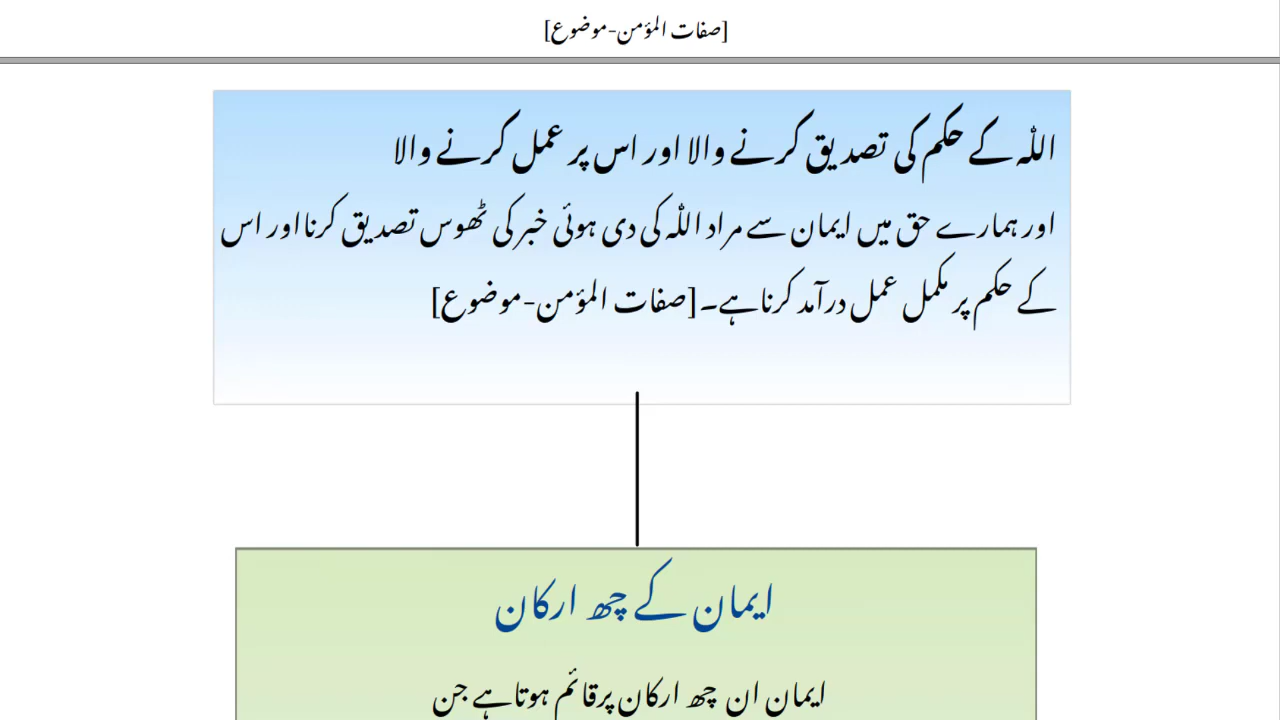 [صفات المؤمن-موضوع]
اللہ کے حکم کی تصدیق کرنے والا اور اس پر عمل کرنے والا
اور ہمارے حق میں ایمان سے مراد اللہ کی دی ہوئی خبر کی ٹھوس تصدیق کرنا اور اس
کے حکم پر مکمل عمل درآمد کرنا ہے۔[صفات المؤمن-موضوع]
ایمان کے چھ ارکان
ایمان ان چھ ارکان پر قائم ہوتا ہے جن